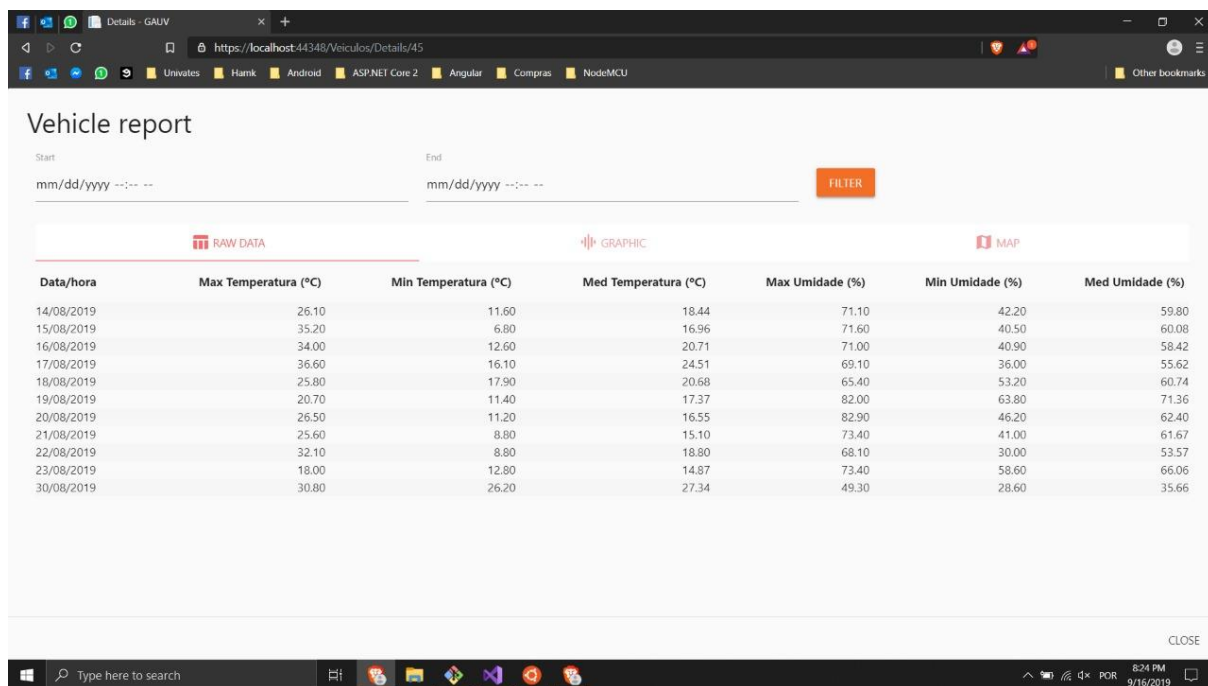 Details - GAUV
https://localhost:44348/Veiculos/Details/45
Univates Hamk Android ASP.NET Core 2 Angular Compras NodeMCU Other bookmarks
Vehicle report
Start End
mm/dd/yyyy --:-- -- mm/dd/yyyy --:-- -- FILTER
RAW DATA GRAPHIC MAP
Data/hora Max Temperatura (ºC) Min Temperatura (ºC) Med Temperatura (ºC) Max Umidade (%) Min Umidade (%) Med Umidade (%)
14/08/2019 26.10 11.60 18.44 71.10 42.20 59.80
15/08/2019 35.20 6.80 16.96 71.60 40.50 60.08
16/08/2019 34.00 12.60 20.71 71.00 40.90 58.42
17/08/2019 36.60 16.10 24.51 69.10 36.00 55.62
18/08/2019 25.80 17.90 20.68 65.40 53.20 60.74
19/08/2019 20.70 11.40 17.37 82.00 63.80 71.36
20/08/2019 26.50 11.20 16.55 82.90 46.20 62.40
21/08/2019 25.60 8.80 15.10 73.40 41.00 61.67
22/08/2019 32.10 8.80 18.80 68.10 30.00 53.57
23/08/2019 18.00 12.80 14.87 73.40 58.60 66.06
30/08/2019 30.80 26.20 27.34 49.30 28.60 35.66
CLOSE
Type here to search POR 8:24 PM
9/16/2019